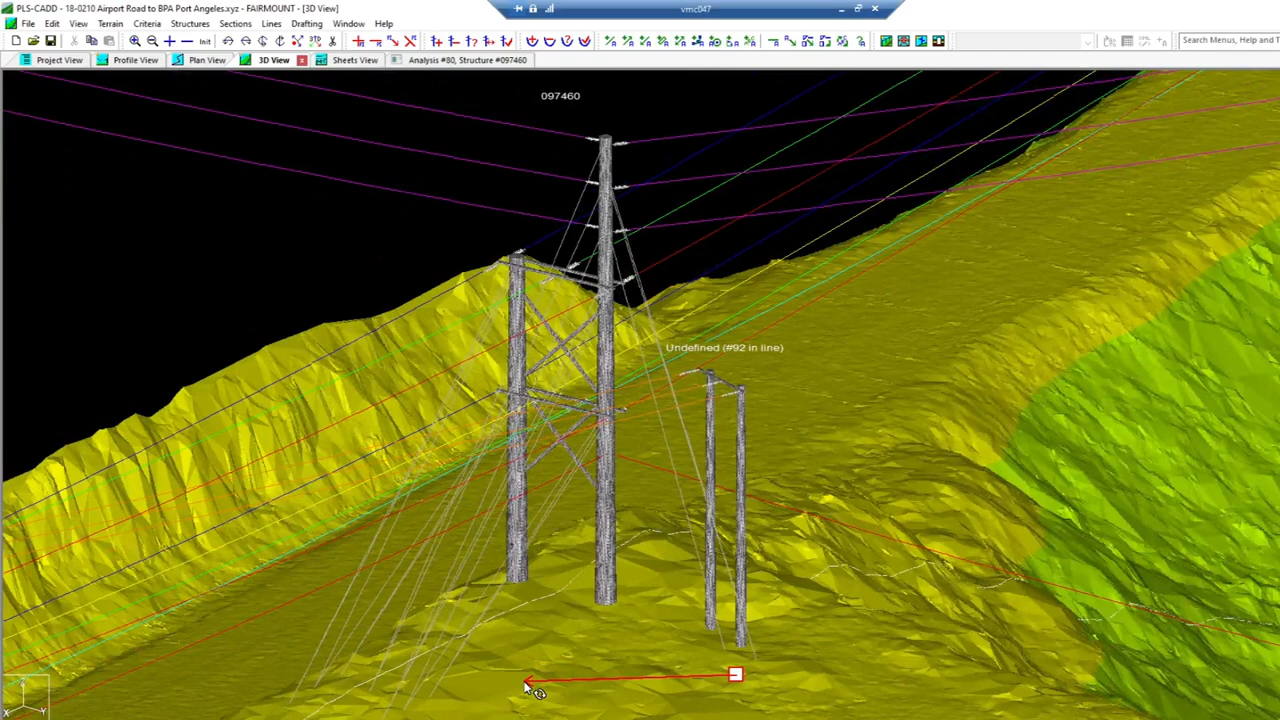 PLS-CADD - 18-0210 Airport Road to BPA Port Angeles.xyz - FAIRMOUNT - [3D View]
vmc047
File Edit View Terrain Criteria Structures Sections Lines Drafting Window Help
Init
3TD
Search Menus, Help and T
Project View Profile View Plan View 3D View x Sheets View Analysis #80, Structure #097460
097460
Undefined (#92 in line)
Z
X Y